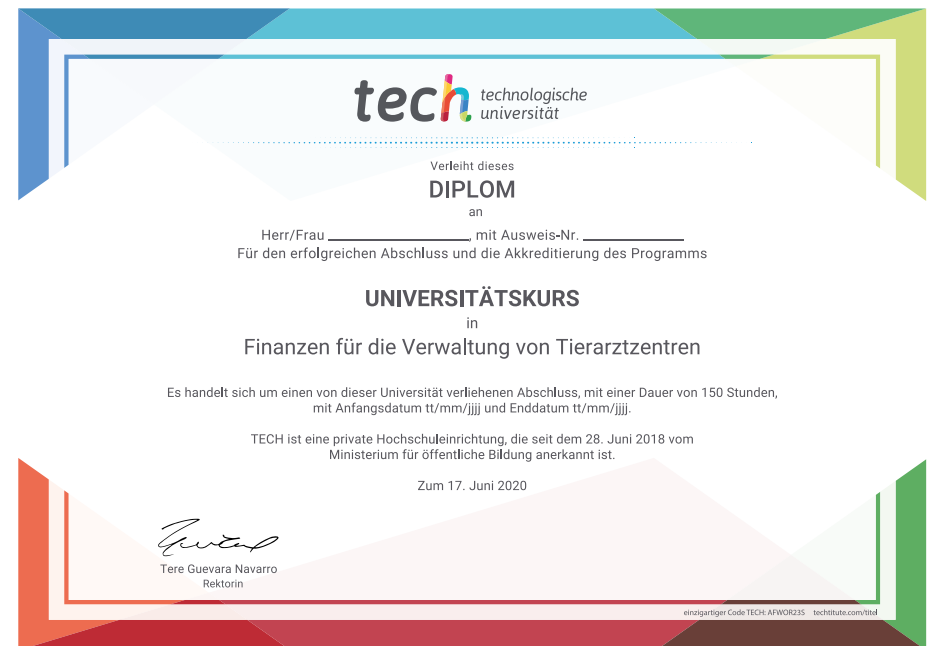 tech technologische
universität
Verleiht dieses
DIPLOM
an
Herr/Frau ____________, mit Ausweis-Nr. ____________
Für den erfolgreichen Abschluss und die Akkreditierung des Programms
UNIVERSITÄTSKURS
in
Finanzen für die Verwaltung von Tierarztzentren
Es handelt sich um einen von dieser Universität verliehenen Abschluss, mit einer Dauer von 150 Stunden,
mit Anfangsdatum tt/mm/jjjj und Enddatum tt/mm/jjjj.
TECH ist eine private Hochschuleinrichtung, die seit dem 28. Juni 2018 vom
Ministerium für öffentliche Bildung anerkannt ist.
Zum 17. Juni 2020
Tere Guevara Navarro
Rektorin
einzigartiger Code TECH: AFWOR23S techtitute.com/titel